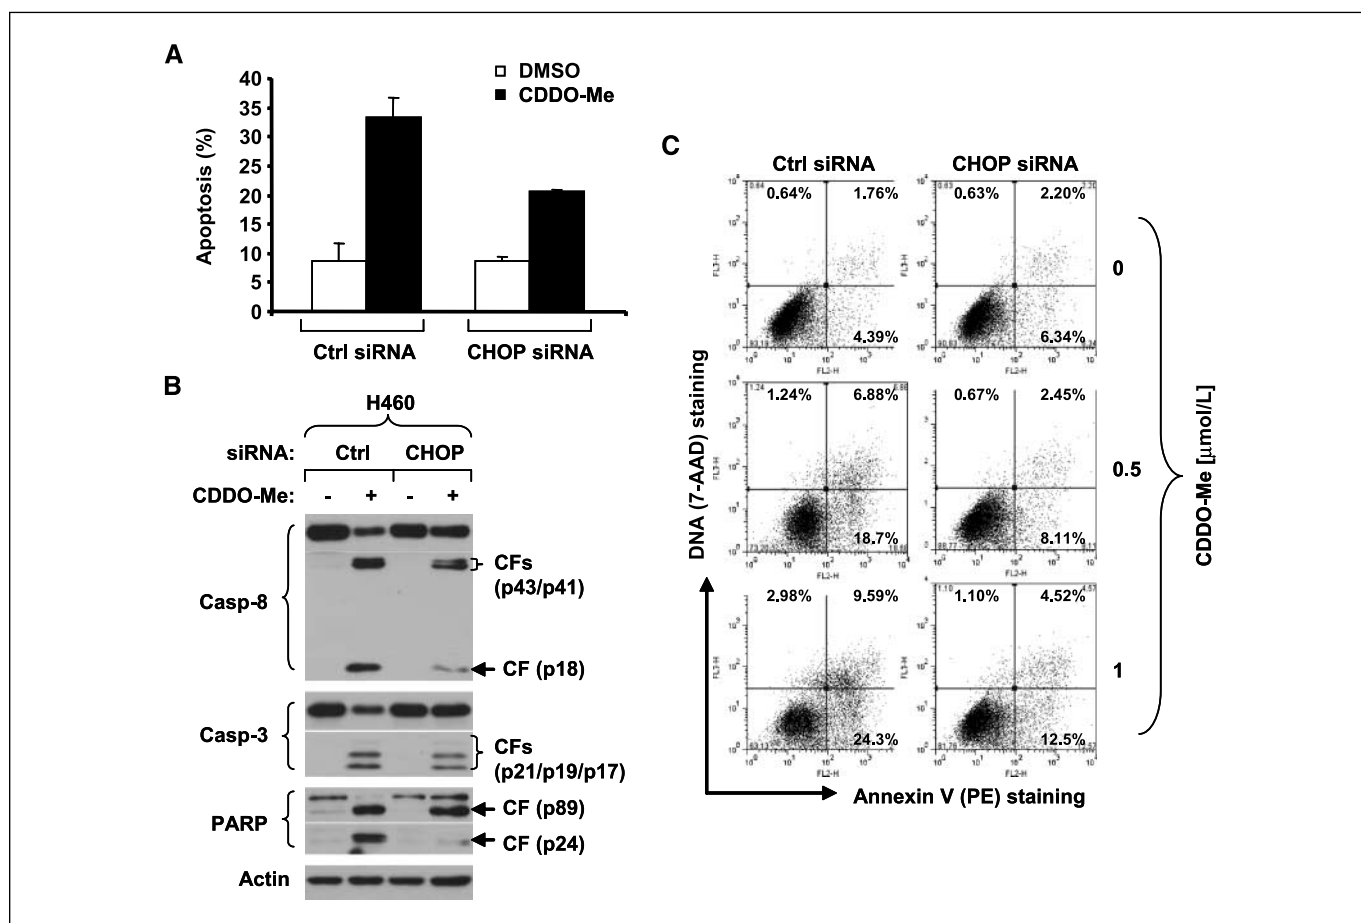 A
DMSO
CDDO-Me
Apoptosis (%)
40
35
30
25
20
15
10
5
0
Ctrl siRNA
CHOP siRNA
B
H460
siRNA:
Ctrl
CHOP
CDDO-Me:
-
+
-
+
Casp-8
CFs
(p43/p41)
CF (p18)
Casp-3
CFs
(p21/p19/p17)
PARP
CF (p89)
CF (p24)
Actin
C
Ctrl siRNA
CHOP siRNA
0.64%
1.76%
4.39%
0.63%
2.20%
6.34%
0
1.24%
6.88%
18.7%
0.67%
2.45%
8.11%
0.5
2.98%
9.59%
24.3%
1.10%
4.52%
12.5%
1
FL3-H
FL2-H
DNA (7-AAD) staining
Annexin V (PE) staining
CDDO-Me [μmol/L]